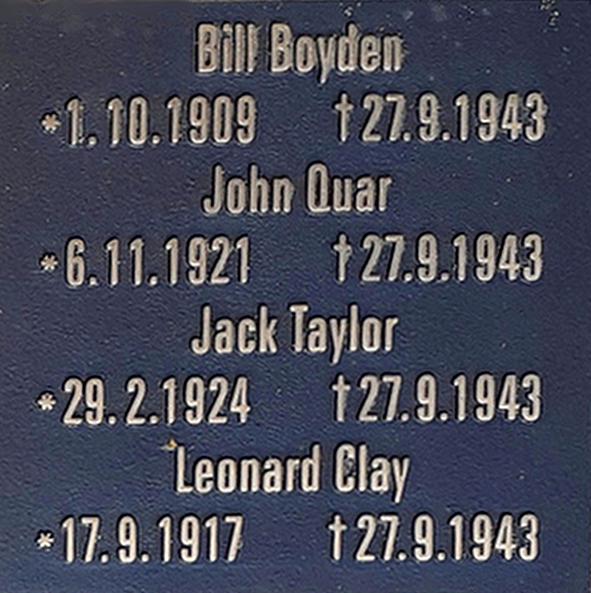 Bill Boyden
*1.10.1909 †27.9.1943
John Quar
*6.11.1921 †27.9.1943
Jack Taylor
*29.2.1924 †27.9.1943
Leonard Clay
*17.9.1917 †27.9.1943